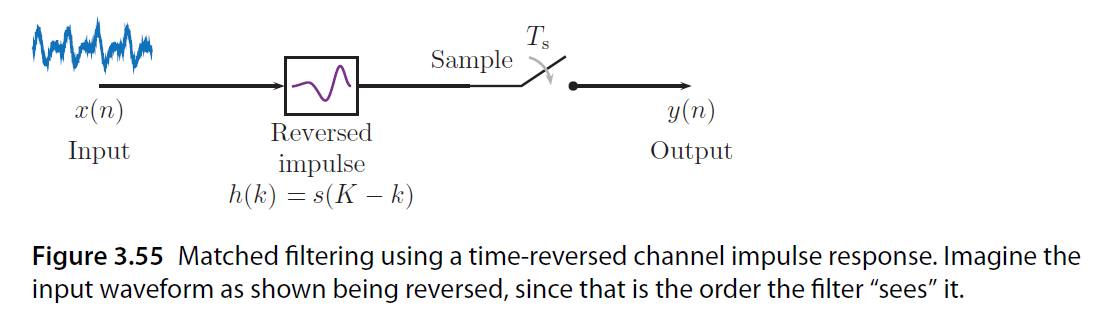 Sample
Tₛ
x(n)
Input
Reversed
impulse
h(k) = s(K − k)
y(n)
Output
Figure 3.55 Matched filtering using a time-reversed channel impulse response. Imagine the
input waveform as shown being reversed, since that is the order the filter “sees” it.